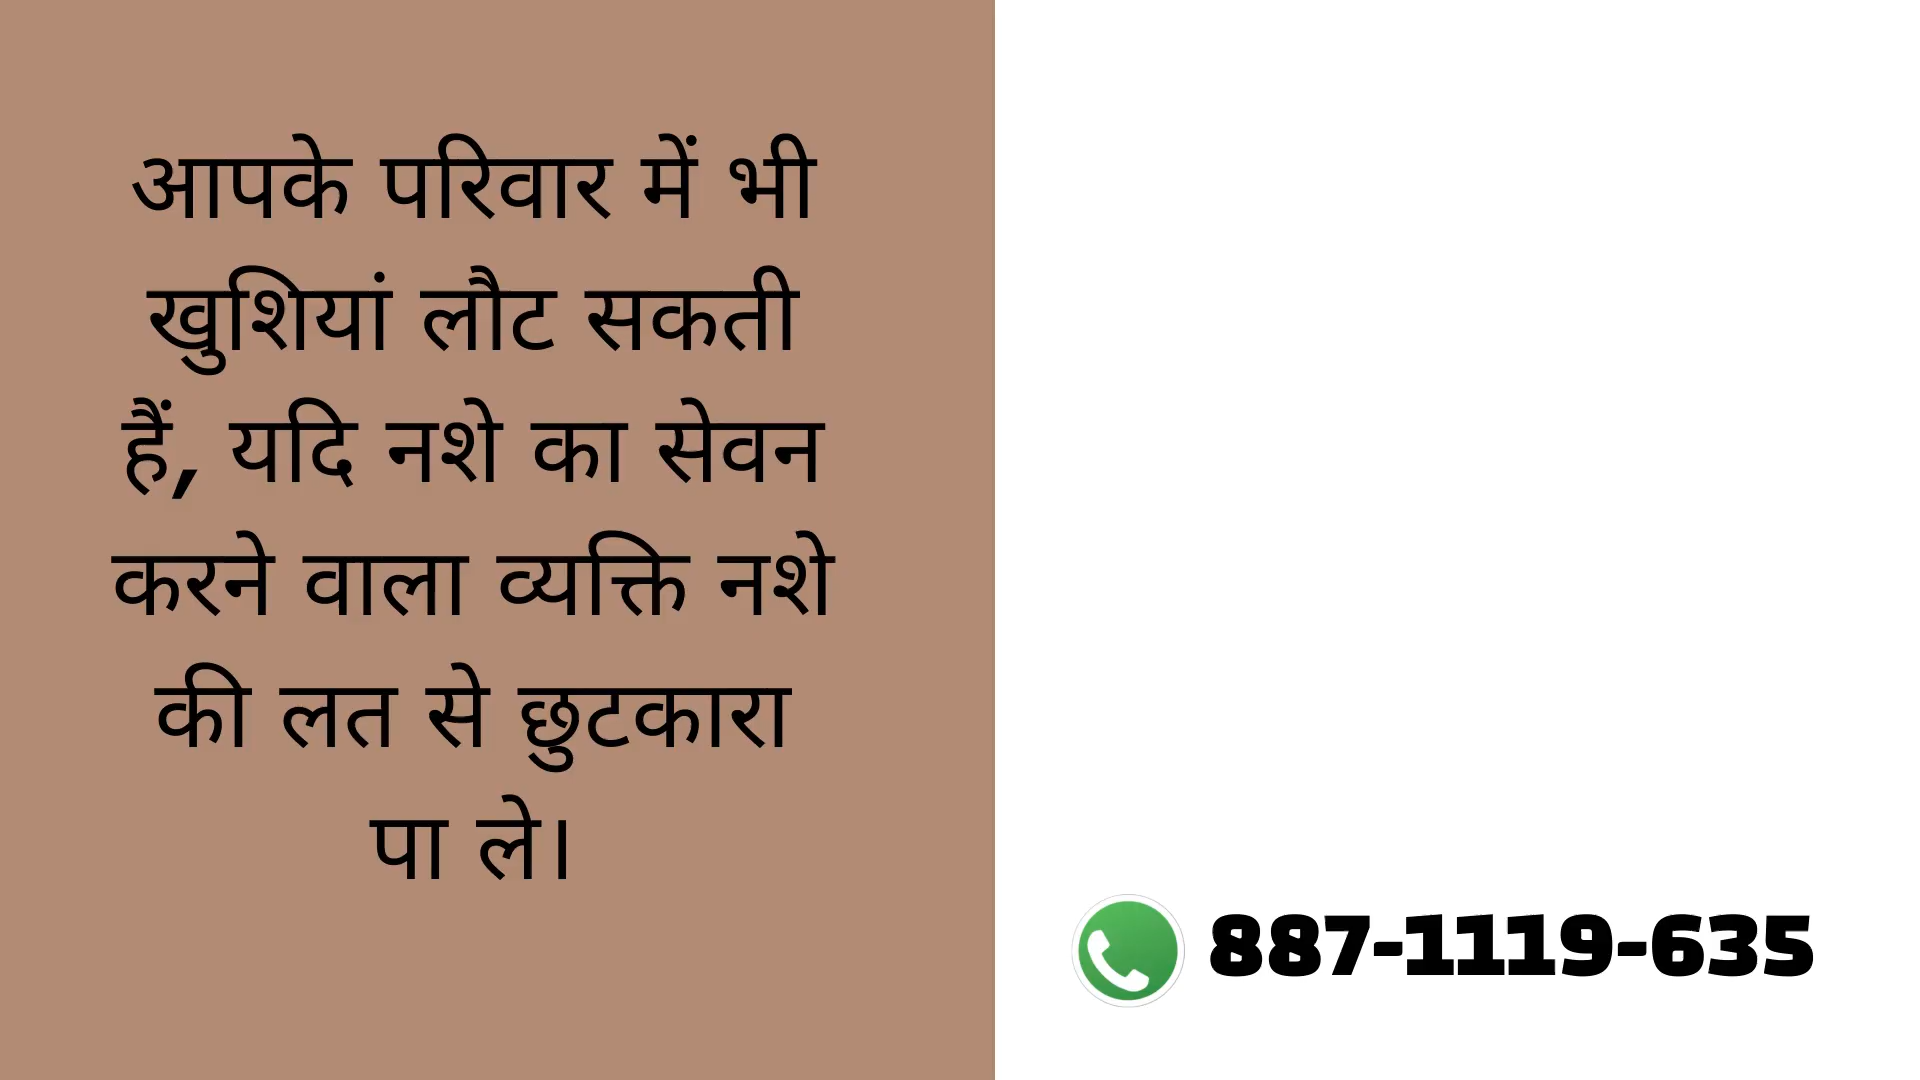 आपके परिवार में भी
खुशियां लौट सकती
हैं, यदि नशे का सेवन
करने वाला व्यक्ति नशे
की लत से छुटकारा
पा ले।
887-1119-635